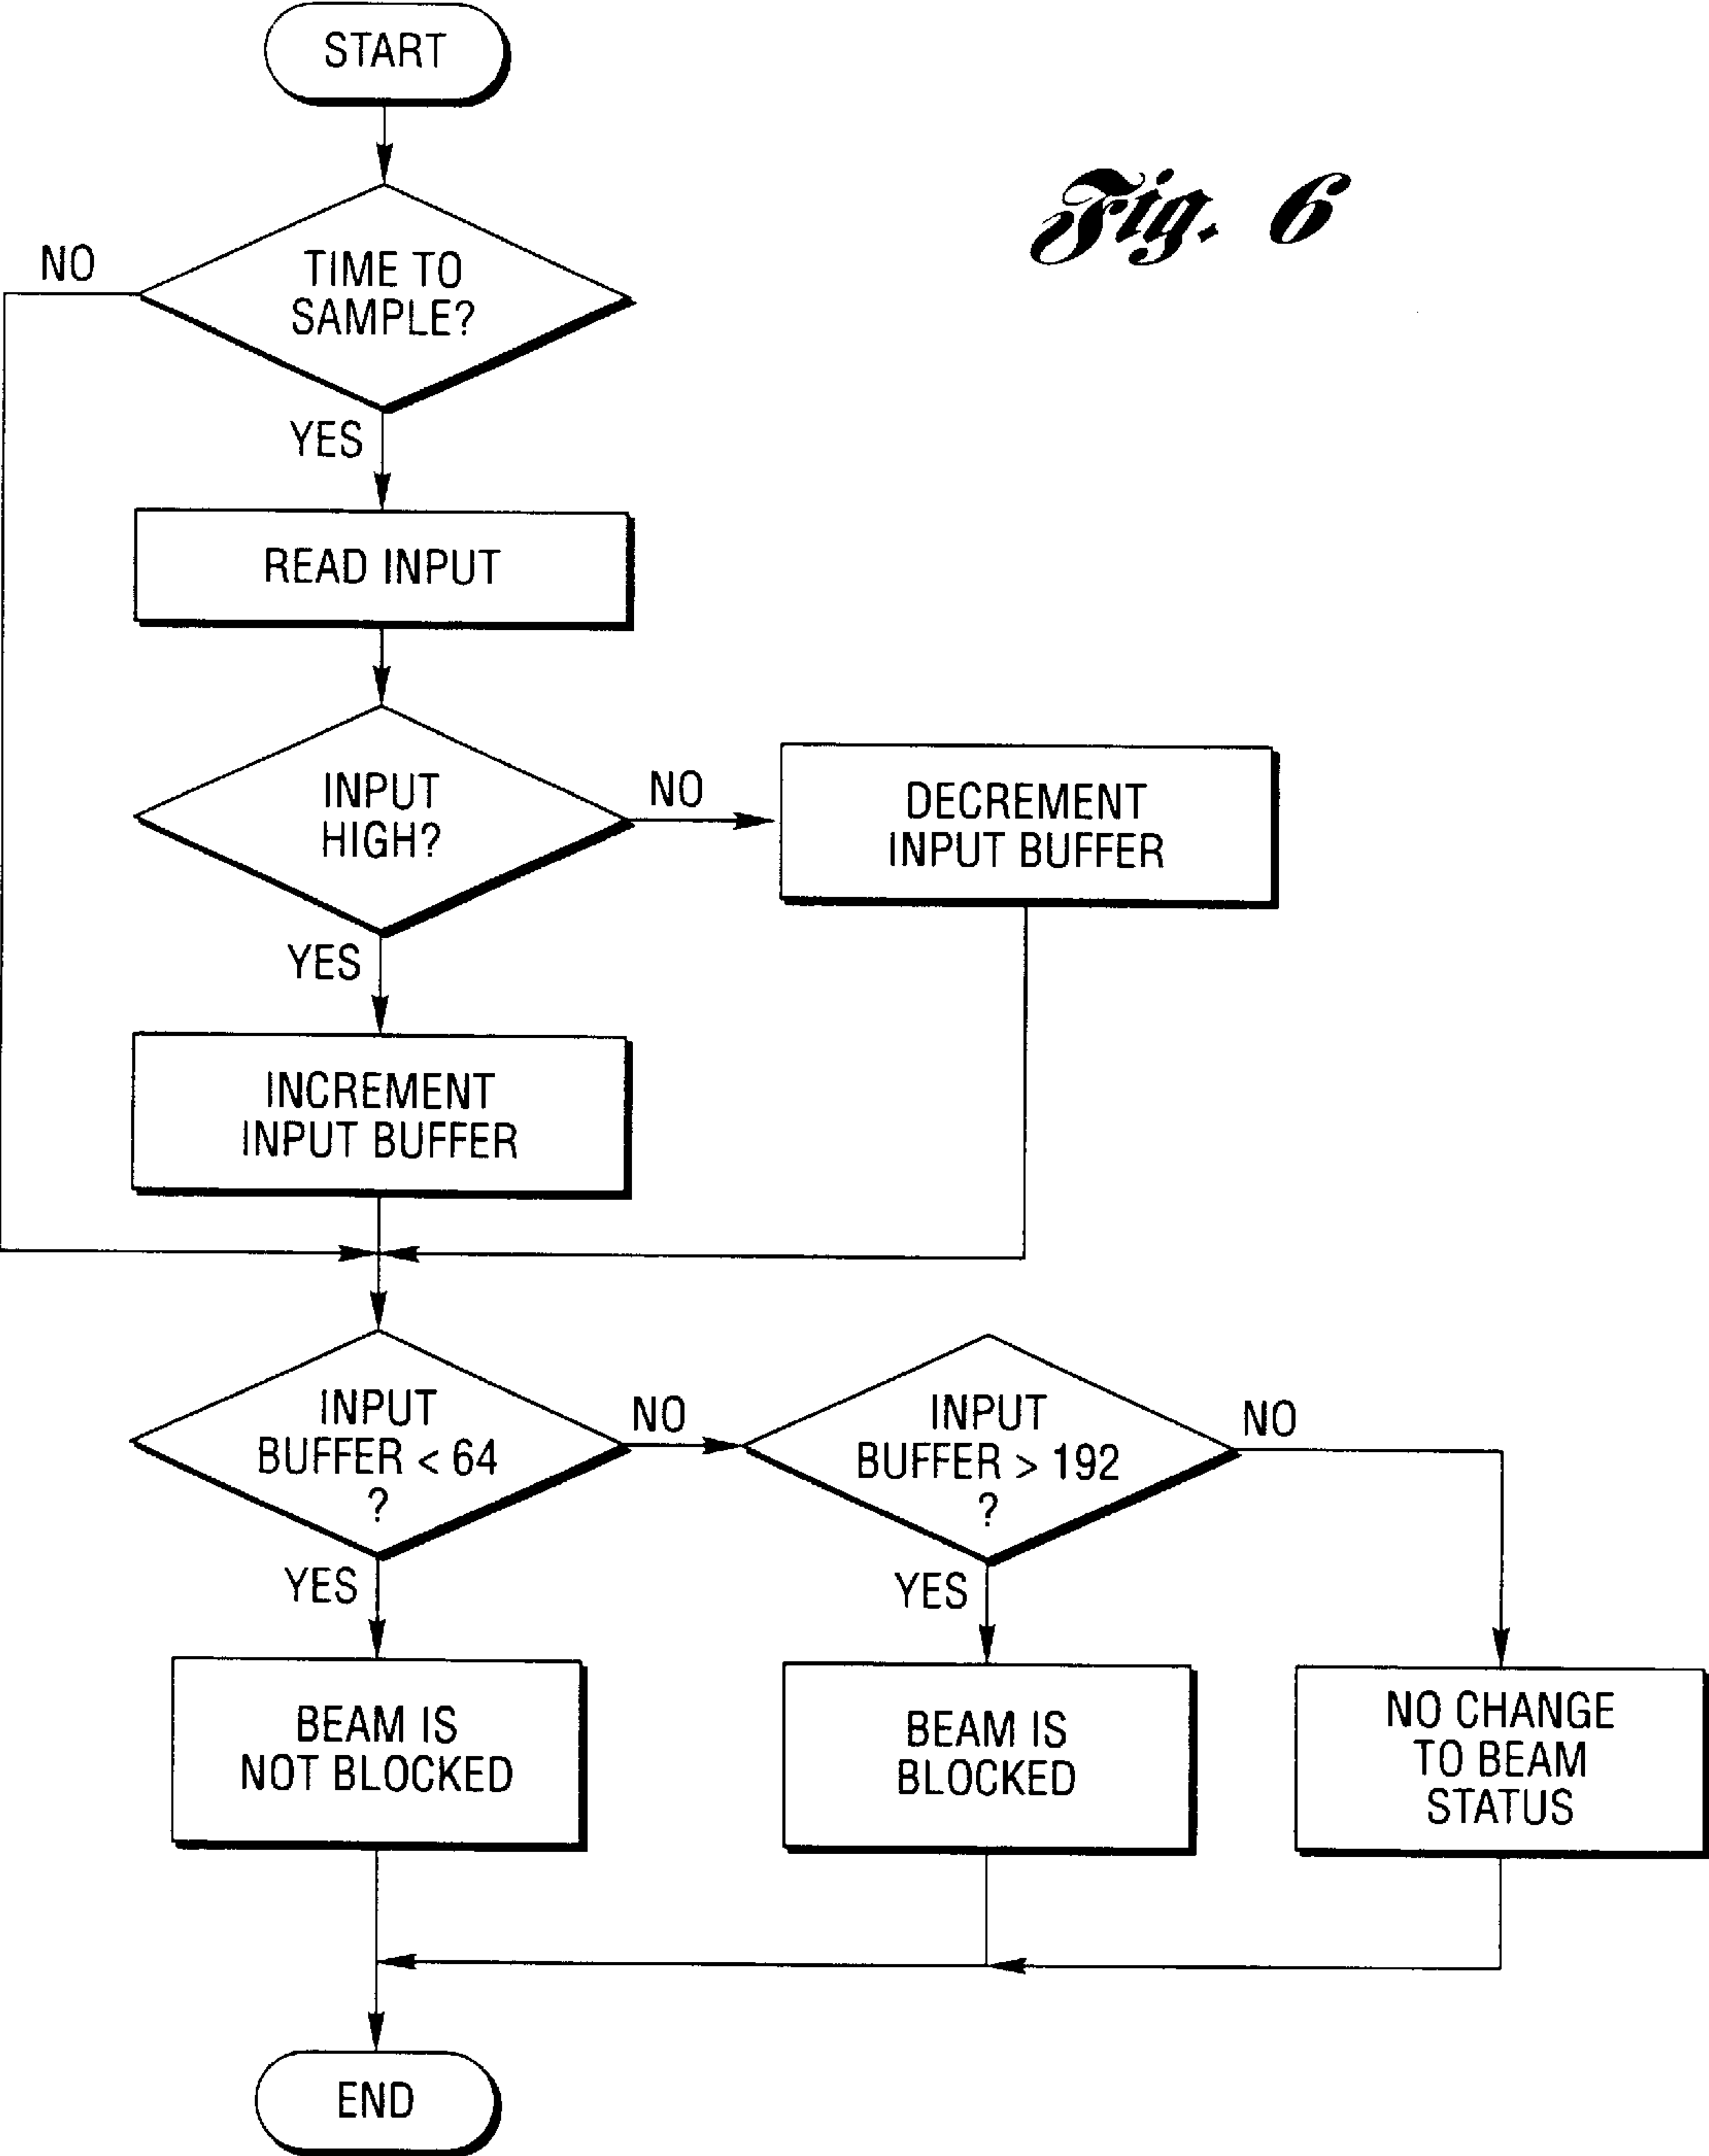 START
Fig. 6
NO
TIME TO
SAMPLE?
YES
READ INPUT
INPUT
HIGH?
NO
DECREMENT
INPUT BUFFER
YES
INCREMENT
INPUT BUFFER
INPUT
BUFFER < 64
?
NO
INPUT
BUFFER > 192
?
NO
YES
YES
BEAM IS
NOT BLOCKED
BEAM IS
BLOCKED
NO CHANGE
TO BEAM
STATUS
END